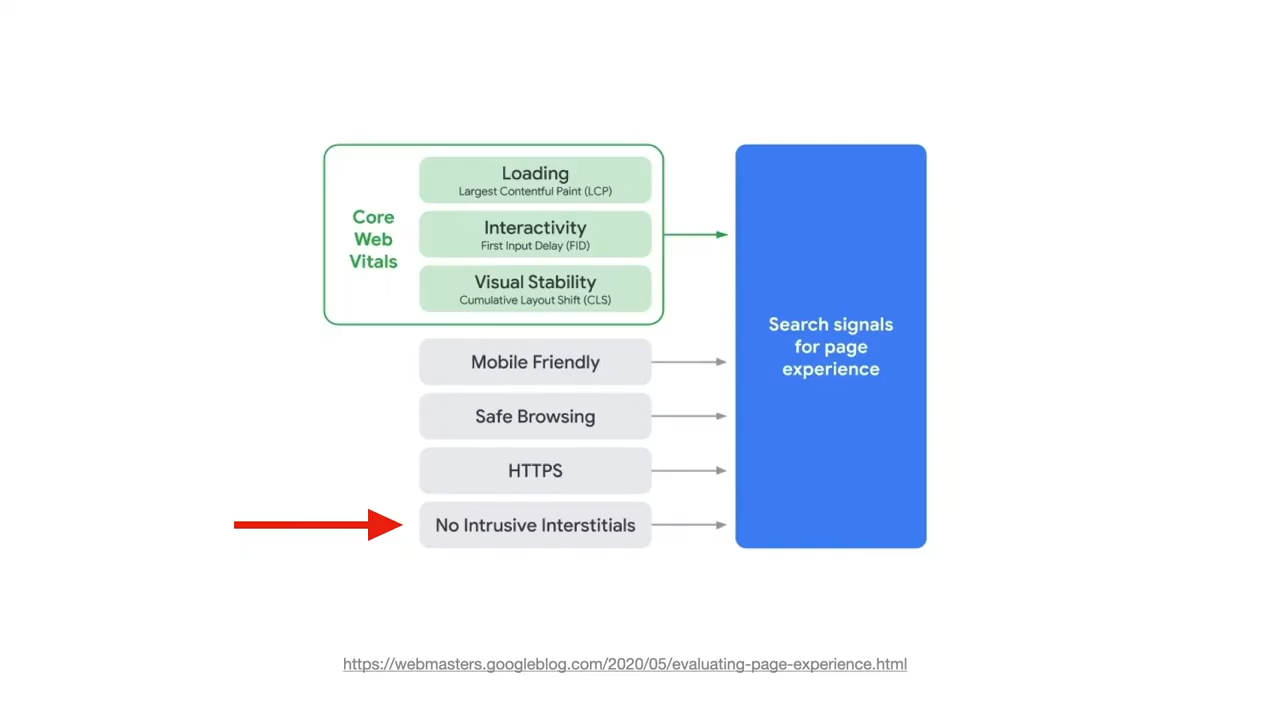 Core
Web
Vitals
Loading
Largest Contentful Paint (LCP)
Interactivity
First Input Delay (FID)
Visual Stability
Cumulative Layout Shift (CLS)
Mobile Friendly
Safe Browsing
HTTPS
No Intrusive Interstitials
Search signals
for page
experience
https://webmasters.googleblog.com/2020/05/evaluating-page-experience.html